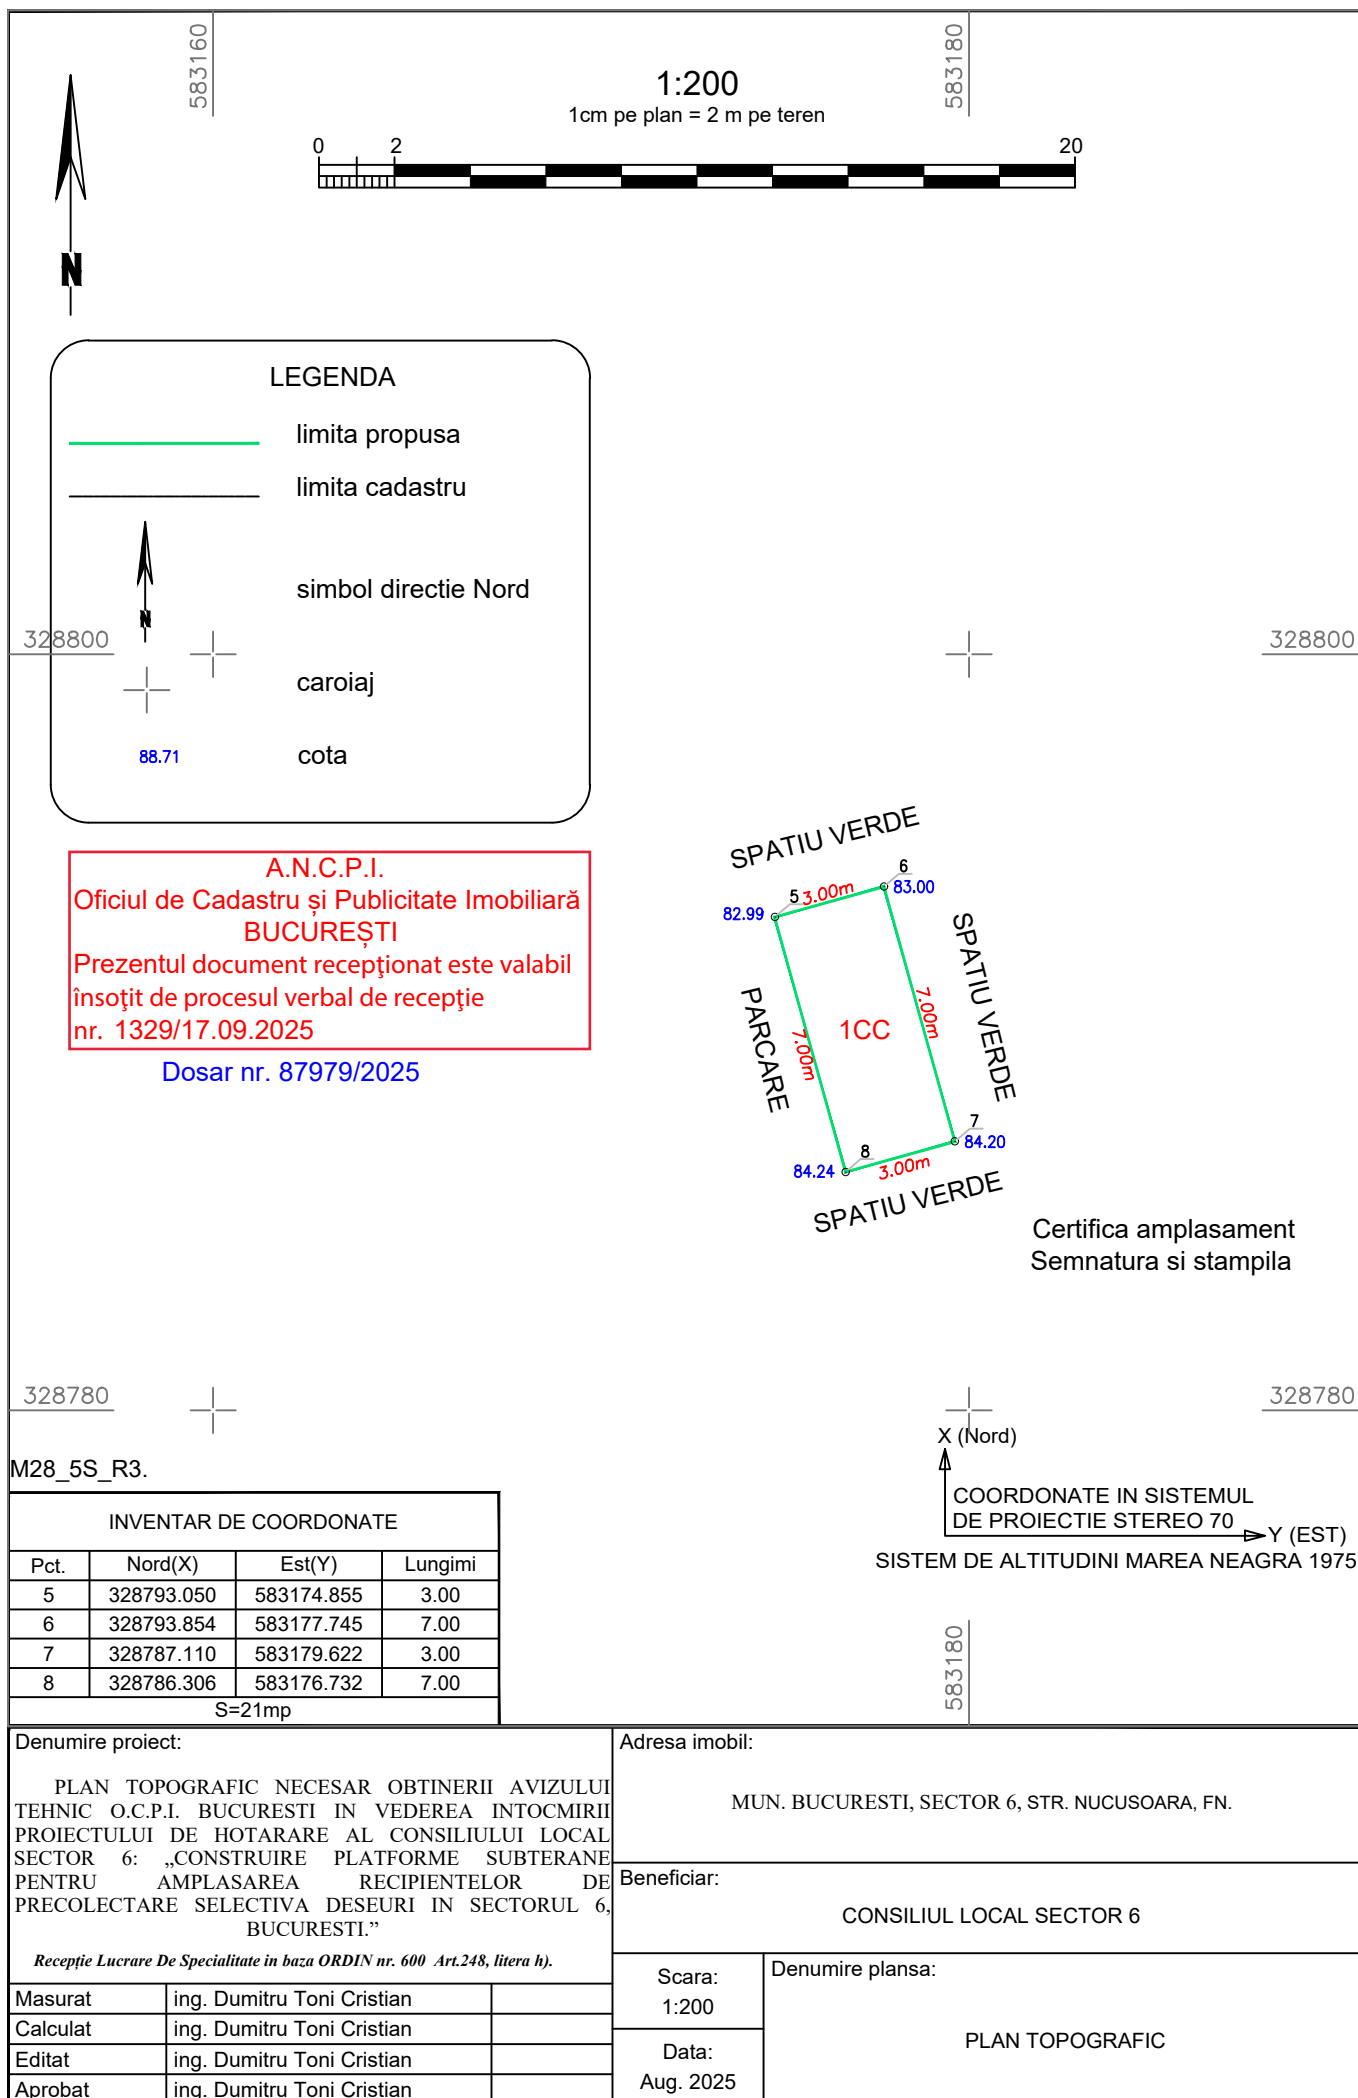 583160
583180
1:200
1cm pe plan = 2 m pe teren
0 2 20
N
LEGENDA
limita propusa
limita cadastru
N
simbol directie Nord
328800
328800
caroiaj
88.71
cota
A.N.C.P.I.
Oficiul de Cadastru și Publicitate Imobiliară
BUCUREȘTI
Prezentul document recepţionat este valabil
însoţit de procesul verbal de recepţie
nr. 1329/17.09.2025
Dosar nr. 87979/2025
SPATIU VERDE
6
5 3.00m 83.00
82.99
SPATIU VERDE
PARCARE
7.00m
1CC
7.00m
7
84.20
8
84.24
3.00m
SPATIU VERDE
Certifica amplasament
Semnatura si stampila
328780
328780
X (Nord)
M28_5S_R3.
COORDONATE IN SISTEMUL
DE PROIECTIE STEREO 70
Y (EST)
SISTEM DE ALTITUDINI MAREA NEAGRA 1975
INVENTAR DE COORDONATE
Pct. Nord(X) Est(Y) Lungimi
5 328793.050 583174.855 3.00
6 328793.854 583177.745 7.00
7 328787.110 583179.622 3.00
8 328786.306 583176.732 7.00
S=21mp
583180
Denumire proiect:
PLAN TOPOGRAFIC NECESAR OBTINERII AVIZULUI
TEHNIC O.C.P.I. BUCURESTI IN VEDEREA INTOCMIRII
PROIECTULUI DE HOTARARE AL CONSILIULUI LOCAL
SECTOR 6: „CONSTRUIRE PLATFORME SUBTERANE
PENTRU AMPLASAREA RECIPIENTELOR DE
PRECOLECTARE SELECTIVA DESEURI IN SECTORUL 6,
BUCURESTI.”
Recepție Lucrare De Specialitate in baza ORDIN nr. 600 Art.248, litera h).
Adresa imobil:
MUN. BUCURESTI, SECTOR 6, STR. NUCUSOARA, FN.
Beneficiar:
CONSILIUL LOCAL SECTOR 6
Masurat ing. Dumitru Toni Cristian
Calculat ing. Dumitru Toni Cristian
Editat ing. Dumitru Toni Cristian
Aprobat ing. Dumitru Toni Cristian
Scara:
1:200
Data:
Aug. 2025
Denumire plansa:
PLAN TOPOGRAFIC